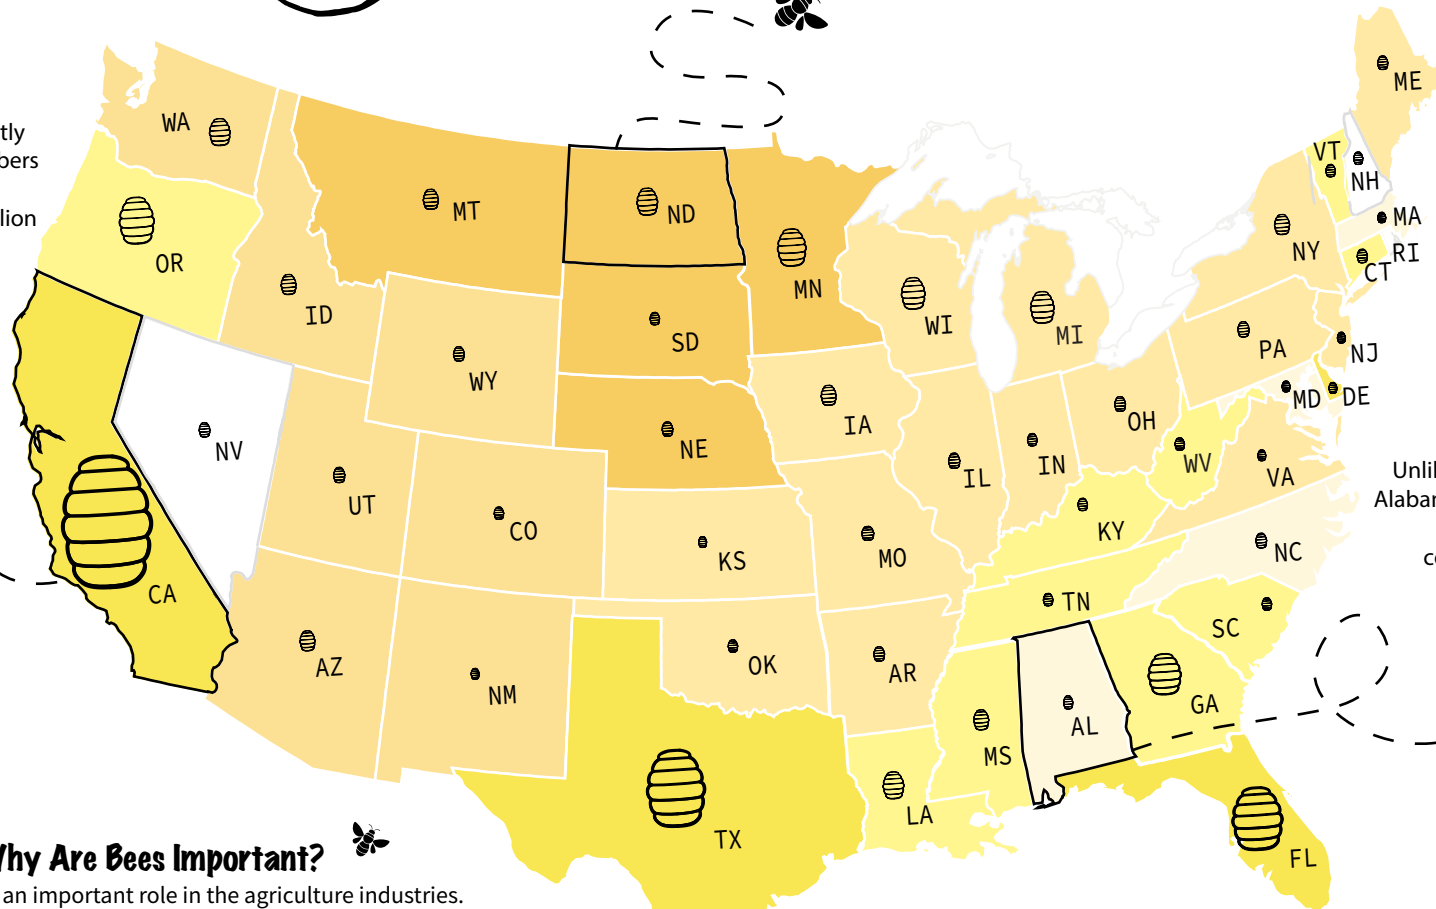 ME
WA
tly
bers
VT
NH
lion
MT
ND
MA
OR
NY
RI
CT
MN
ID
WI
MI
SD
PA
NJ
WY
MD
DE
IA
OH
NV
NE
IN
WV
IL
VA
Unlil
Alabar
UT
CO
KY
KS
MO
NC
CA
TN
SC
AZ
OK
AR
NM
GA
AL
MS
LA
TX
FL
Why Are Bees Important?
an important role in the agriculture industries.